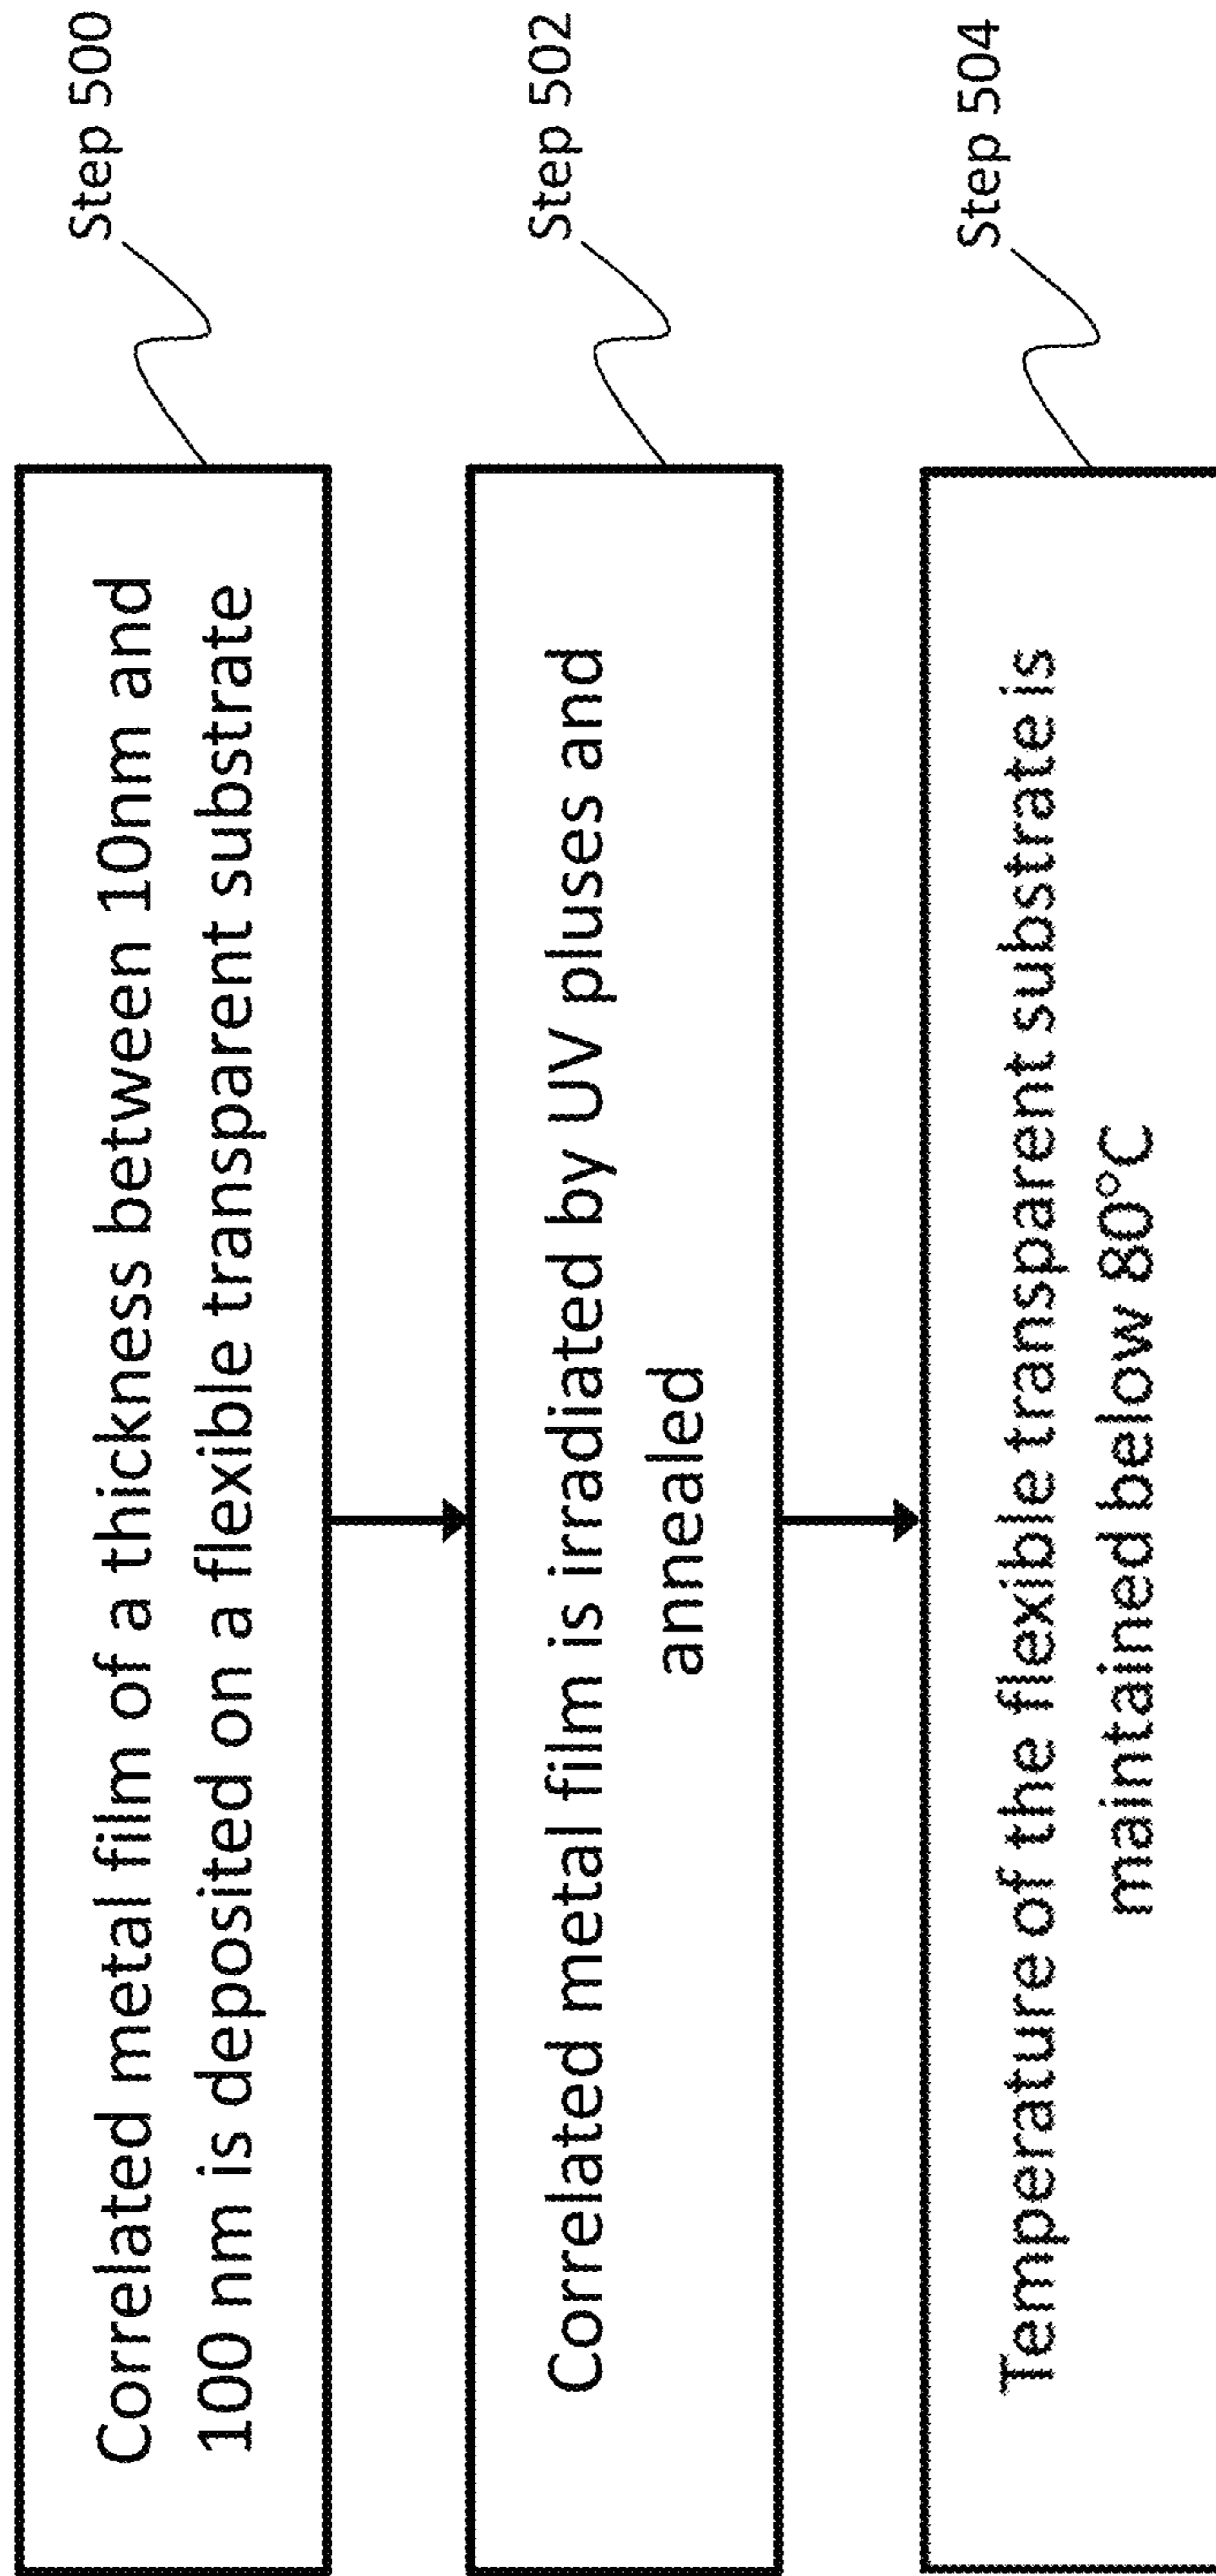 Correlated metal film of a thickness between 10nm and
100 nm is deposited on a flexible transparent substrate
Step 500
Correlated metal film is irradiated by UV pluses and
annealed
Step 502
Temperature of the flexible transparent substrate is
maintained below 80°C
Step 504